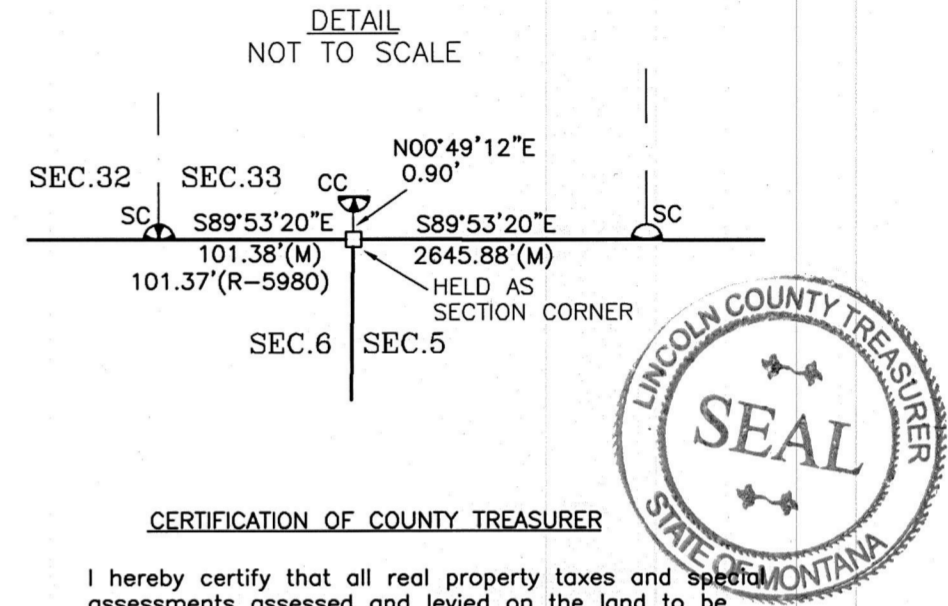 DETAIL
NOT TO SCALE
N00°49'12"E
0.90'
SEC.32
SEC.33
CC
SC
S89°53'20"E
S89°53'20"E
SC
101.38'(M)
2645.88'(M)
101.37'(R-5980)
HELD AS
SECTION CORNER
SEC.6
SEC.5
LINCOLN COUNTY TREASURER
SEAL
STATE OF MONTANA
CERTIFICATION OF COUNTY TREASURER
I hereby certify that all real property taxes and special
assessments assessed and levied on the land to be